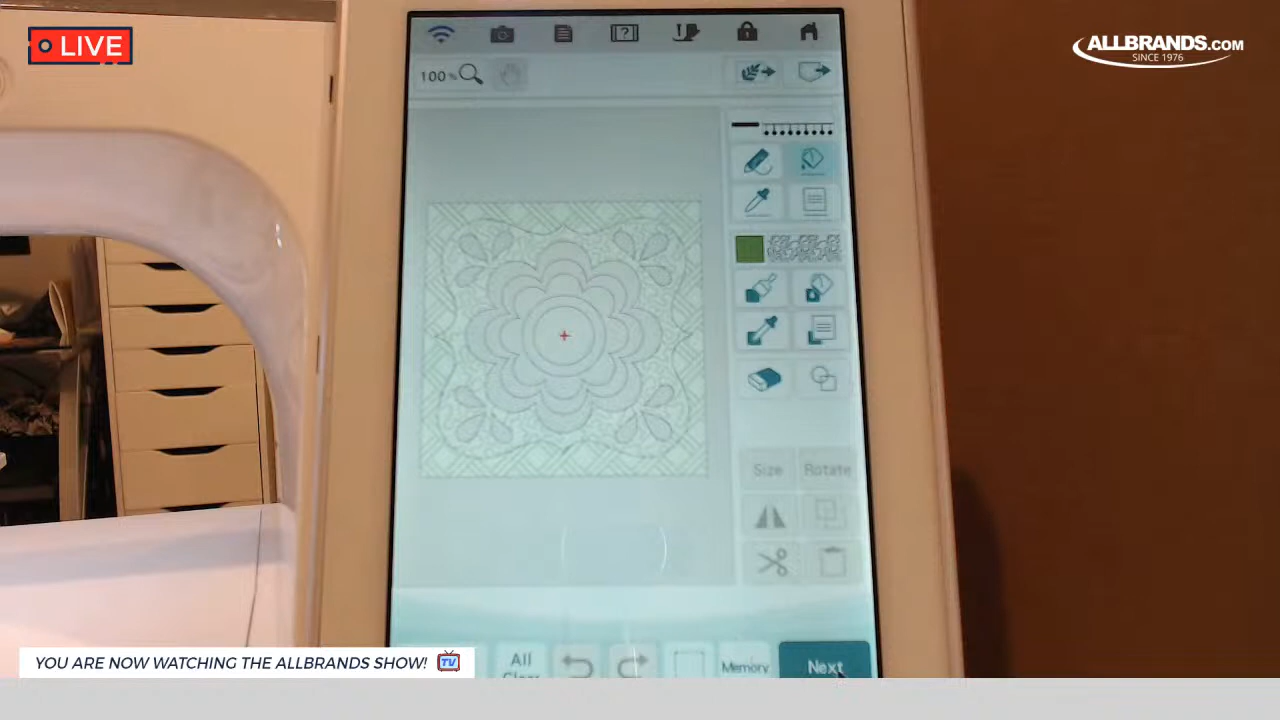 LIVE
ALLBRANDS.COM
SINCE 1976
100%
Size
Rotate
All
Clear
Memory
Next
YOU ARE NOW WATCHING THE ALLBRANDS SHOW!
TV